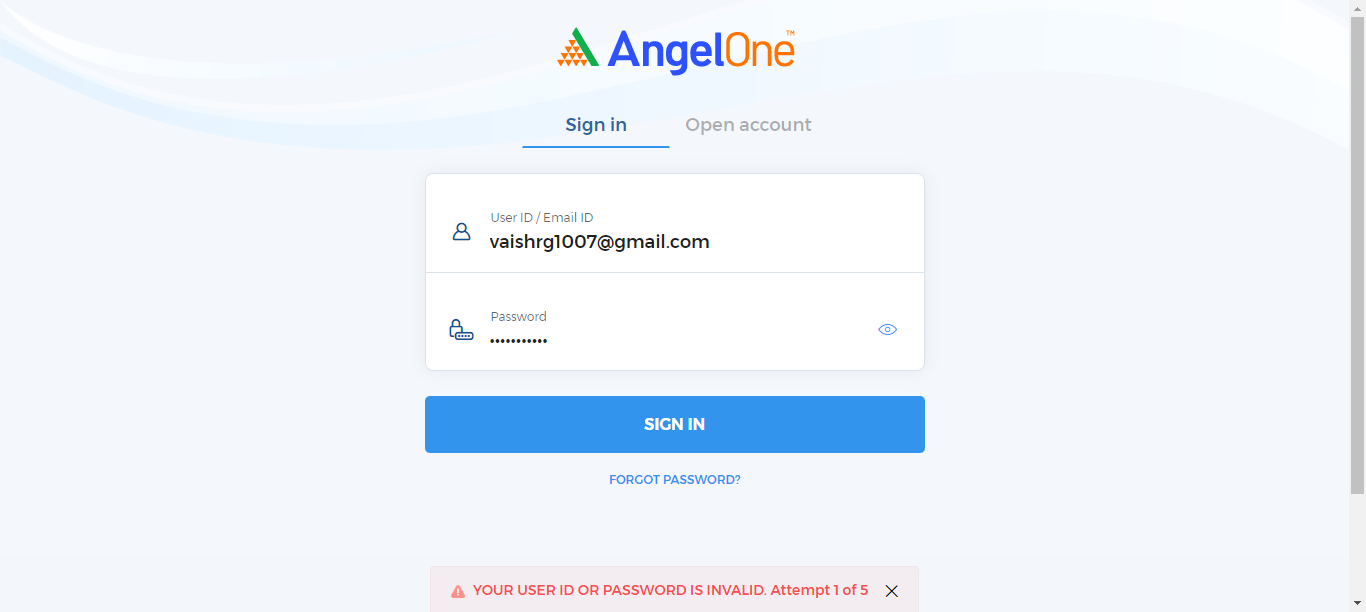 AngelOne™
Sign in Open account
User ID / Email ID
vaishrg1007@gmail.com
Password
•••••••••••
SIGN IN
FORGOT PASSWORD?
YOUR USER ID OR PASSWORD IS INVALID. Attempt 1 of 5